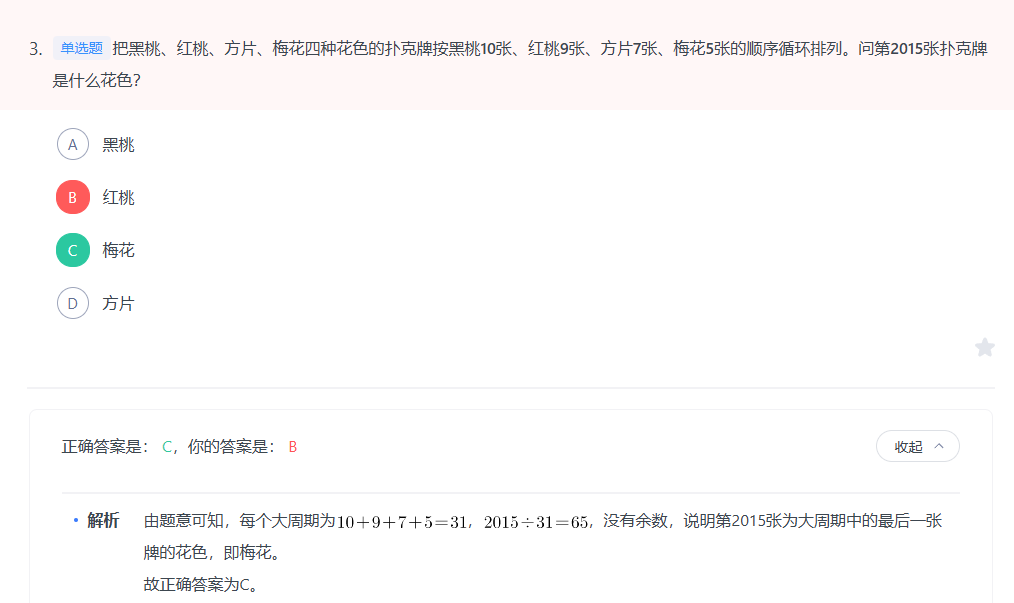 3. 单选题 把黑桃、红桃、方片、梅花四种花色的扑克牌按黑桃10张、红桃9张、方片7张、梅花5张的顺序循环排列。问第2015张扑克牌
是什么花色?
A 黑桃
B 红桃
C 梅花
D 方片
正确答案是： C，你的答案是： B
收起
解析 由题意可知，每个大周期为10+9+7+5=31，2015÷31=65，没有余数，说明第2015张为大周期中的最后一张
牌的花色，即梅花。
故正确答案为C。